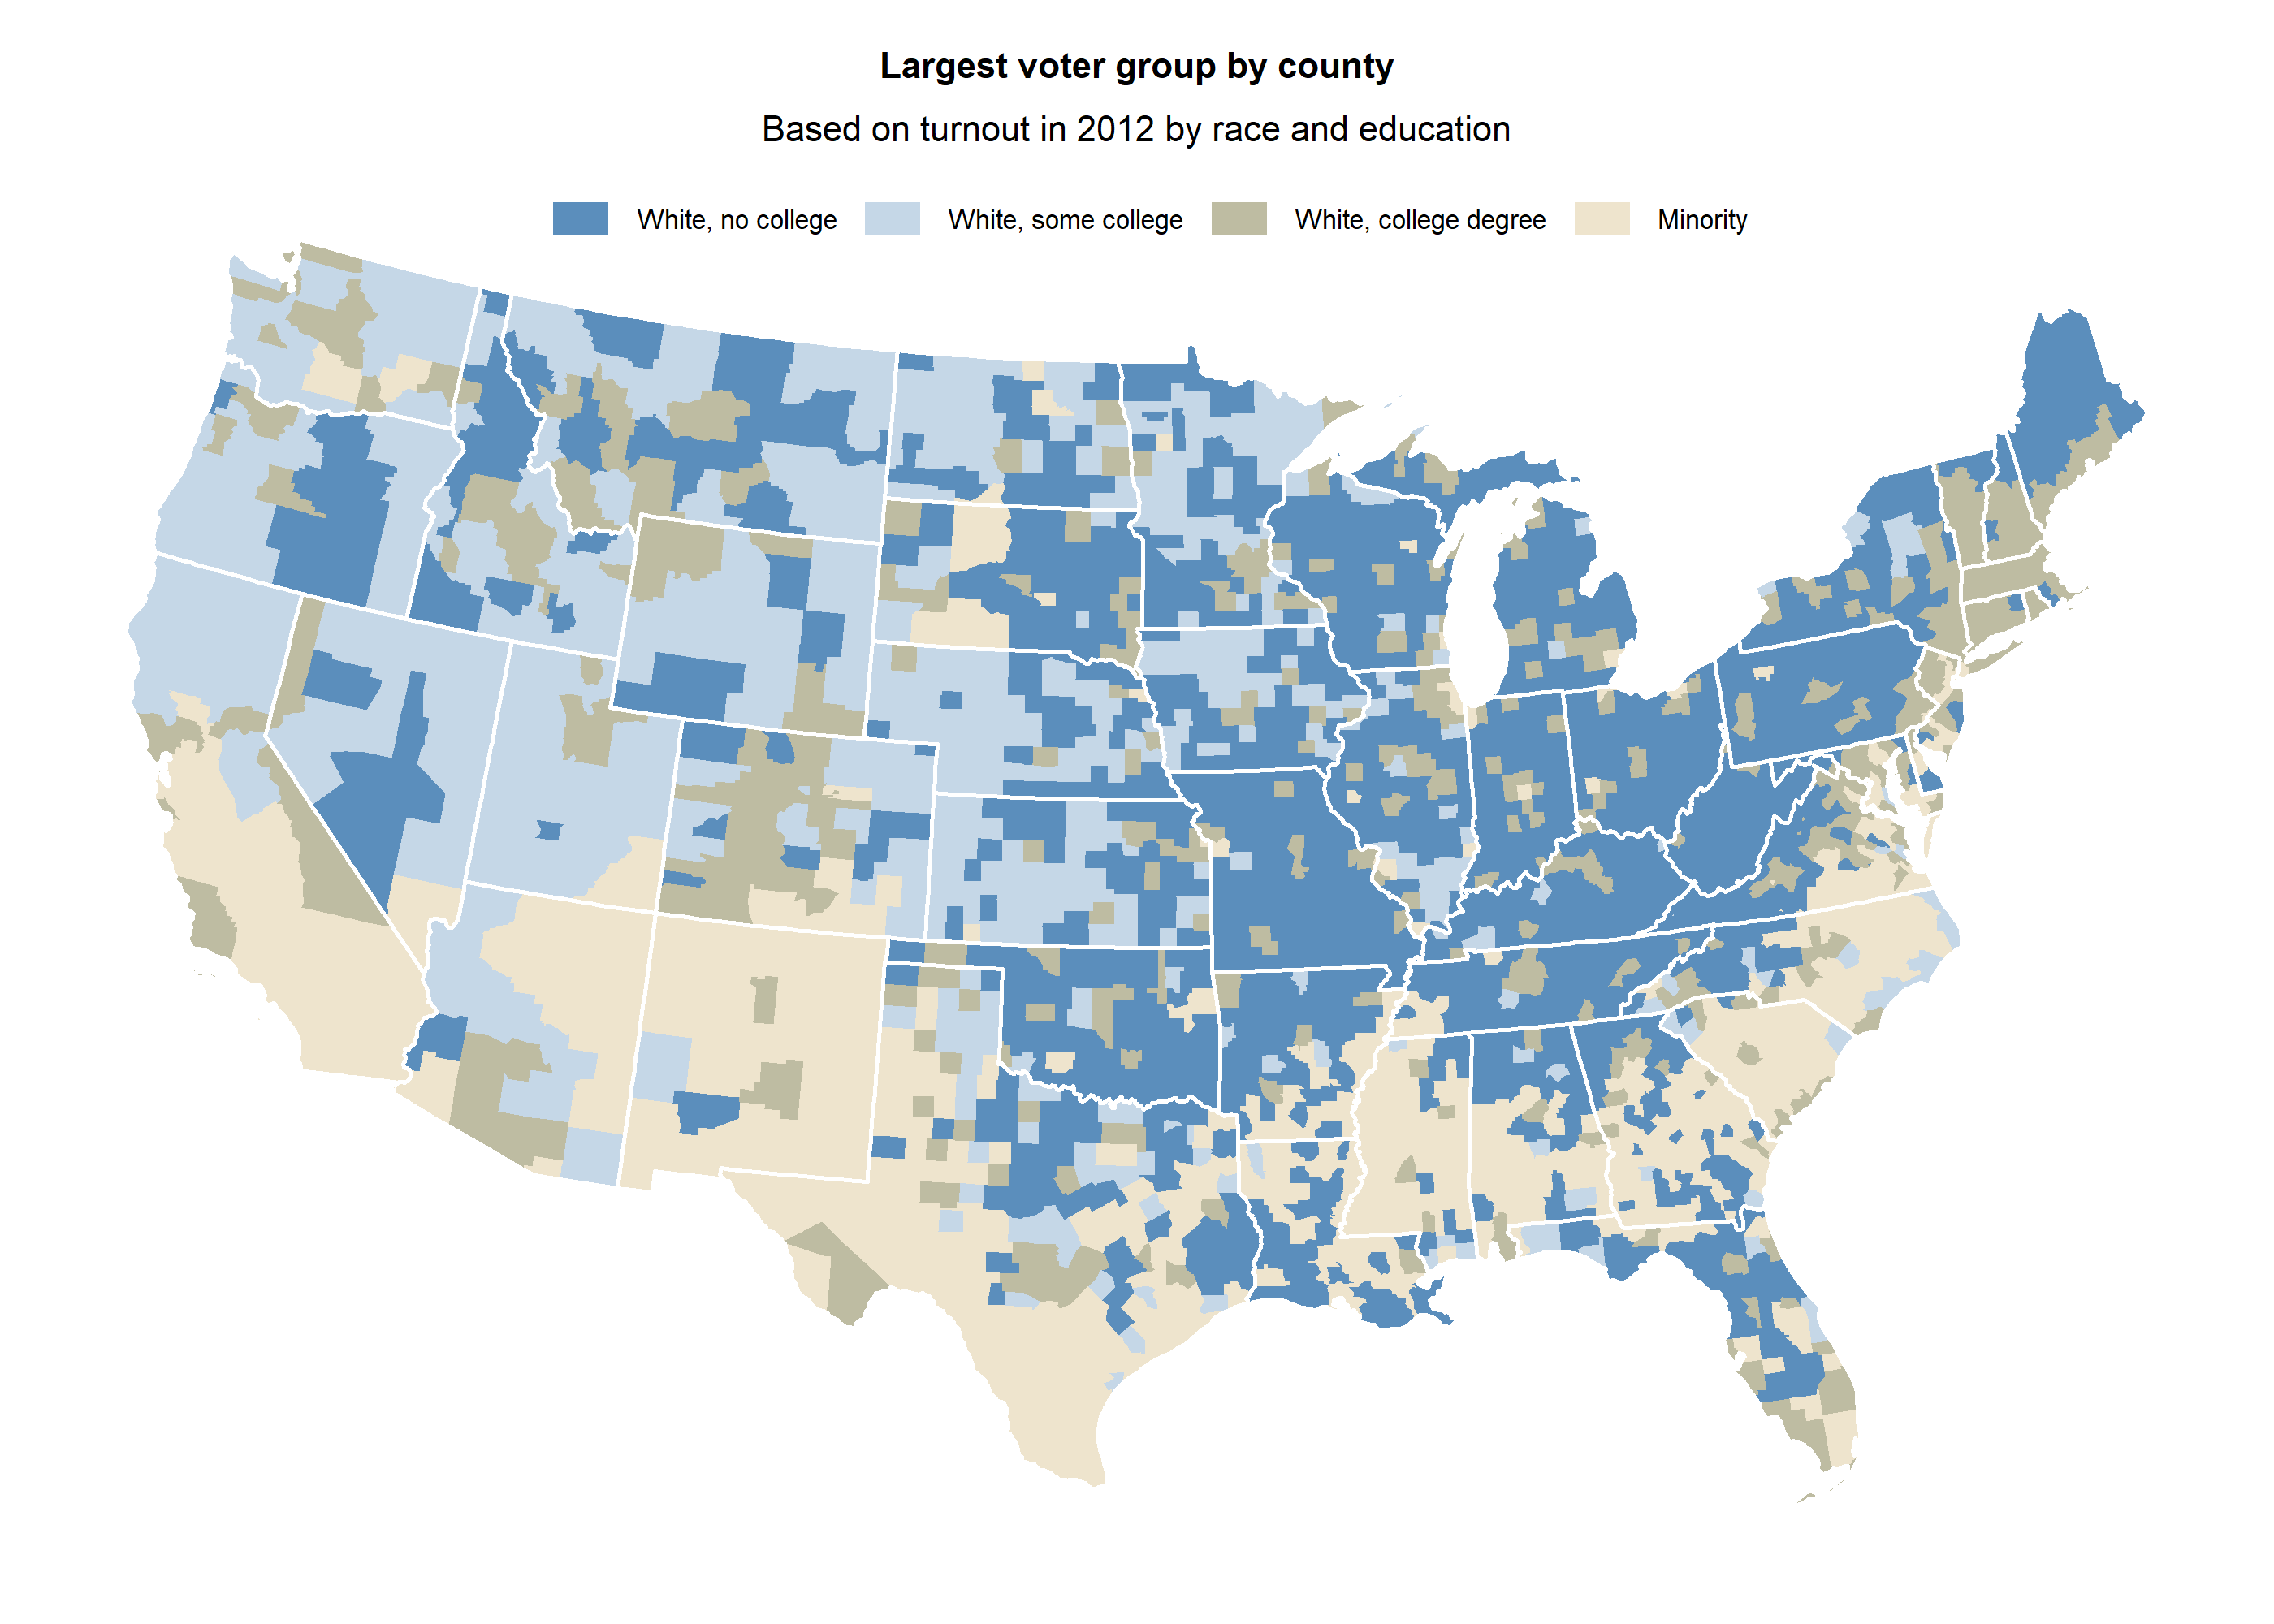 Largest voter group by county
Based on turnout in 2012 by race and education
White, no college White, some college White, college degree Minority